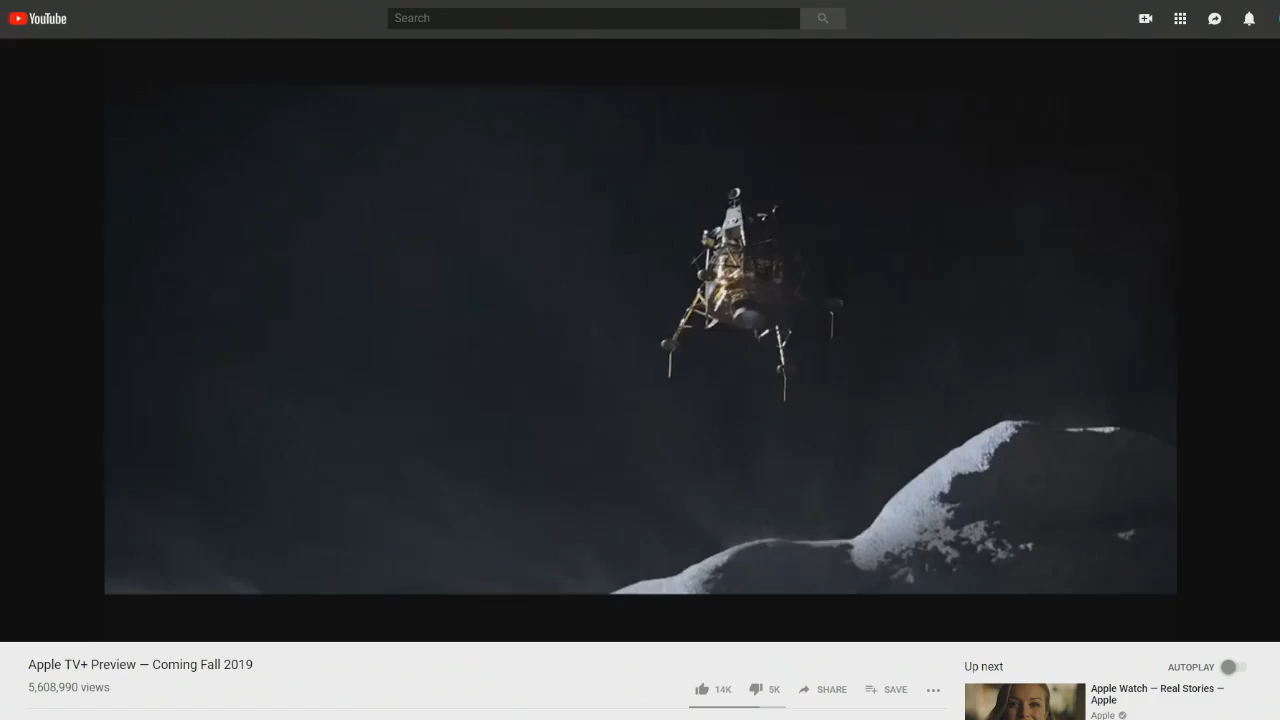 YouTube
Search
Apple TV+ Preview — Coming Fall 2019
5,608,990 views
14K
5K
SHARE
SAVE
Up next
AUTOPLAY
Apple Watch — Real Stories —
Apple
Apple